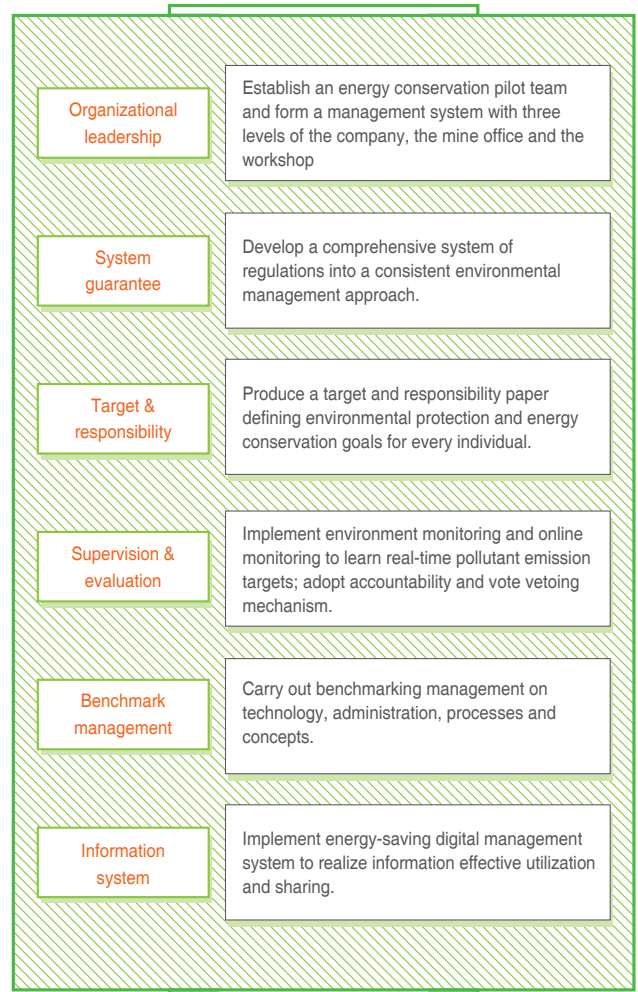 Organizational
leadership
Establish an energy conservation pilot team
and form a management system with three
levels of the company, the mine office and the
workshop
System
guarantee
Develop a comprehensive system of
regulations into a consistent environmental
management approach.
Target &
responsibility
Produce a target and responsibility paper
defining environmental protection and energy
conservation goals for every individual.
Supervision &
evaluation
Implement environment monitoring and online
monitoring to learn real-time pollutant emission
targets; adopt accountability and vote vetoing
mechanism.
Benchmark
management
Carry out benchmarking management on
technology, administration, processes and
concepts.
Information
system
Implement energy-saving digital management
system to realize information effective utilization
and sharing.